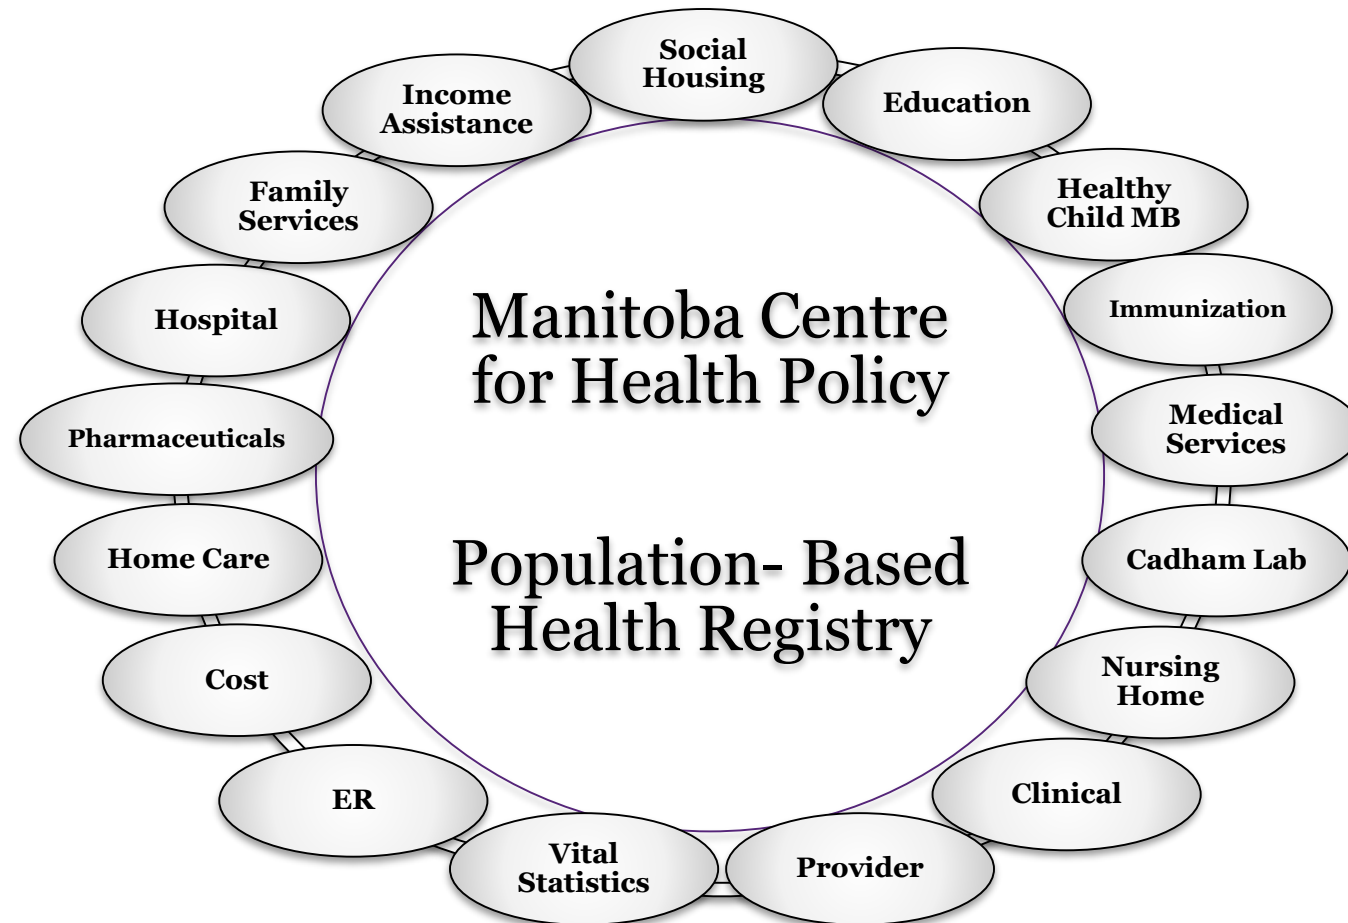 Social
Housing
Education
Healthy
Child MB
Immunization
Medical
Services
Cadham Lab
Nursing
Home
Clinical
Provider
Vital
Statistics
ER
Cost
Home Care
Pharmaceuticals
Hospital
Family
Services
Income
Assistance
Manitoba Centre
for Health Policy
Population- Based
Health Registry